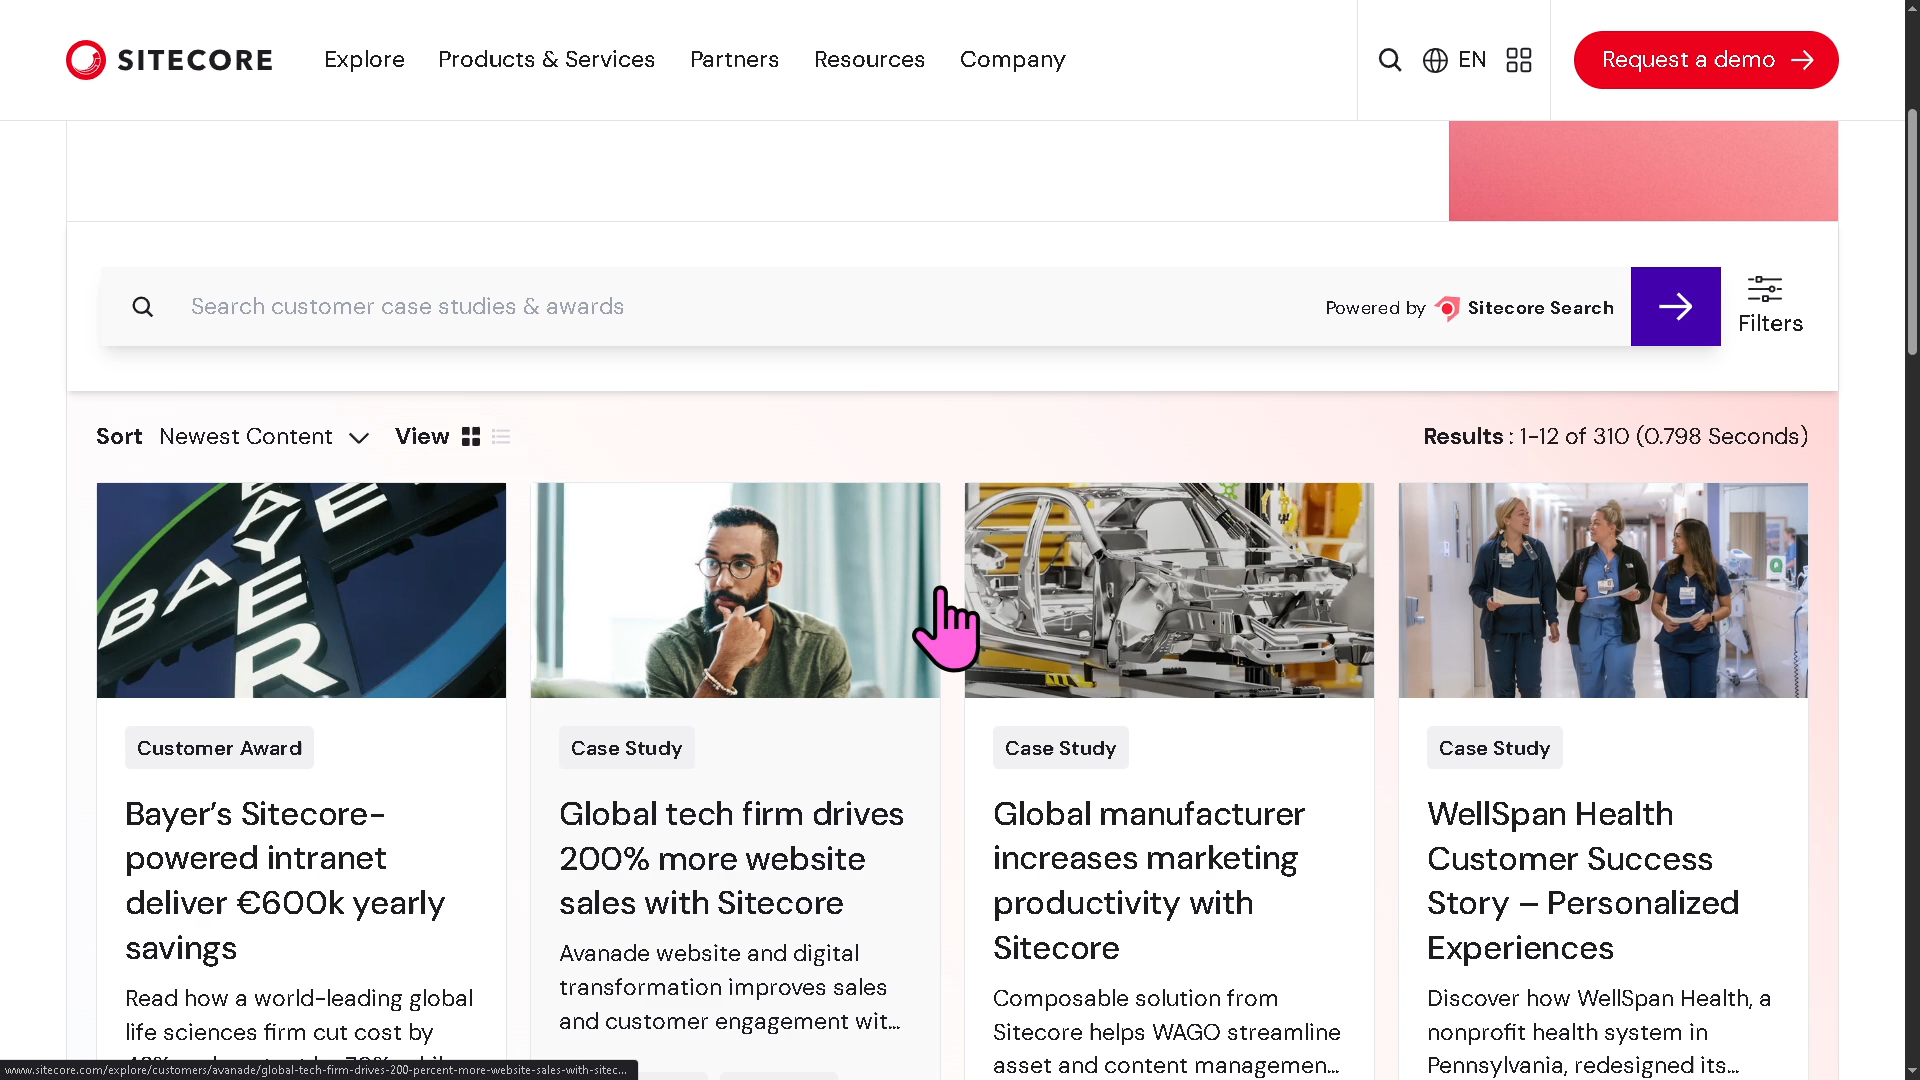 SITECORE
Explore
Products & Services
Partners
Resources
Company
EN
Request a demo
Search customer case studies & awards
Powered by Sitecore Search
Filters
Sort Newest Content
View
Results : 1-12 of 310 (0.798 Seconds)
BAYER
BAYER
Customer Award
Bayer’s Sitecore-
powered intranet
deliver €600k yearly
savings
Read how a world-leading global
life sciences firm cut cost by
Case Study
Global tech firm drives
200% more website
sales with Sitecore
Avanade website and digital
transformation improves sales
and customer engagement wit...
Case Study
Global manufacturer
increases marketing
productivity with
Sitecore
Composable solution from
Sitecore helps WAGO streamline
asset and content managemen...
Case Study
WellSpan Health
Customer Success
Story – Personalized
Experiences
Discover how WellSpan Health, a
nonprofit health system in
Pennsylvania, redesigned its...
www.sitecore.com/explore/customers/avanade/global-tech-firm-drives-200-percent-more-website-sales-with-sitec...